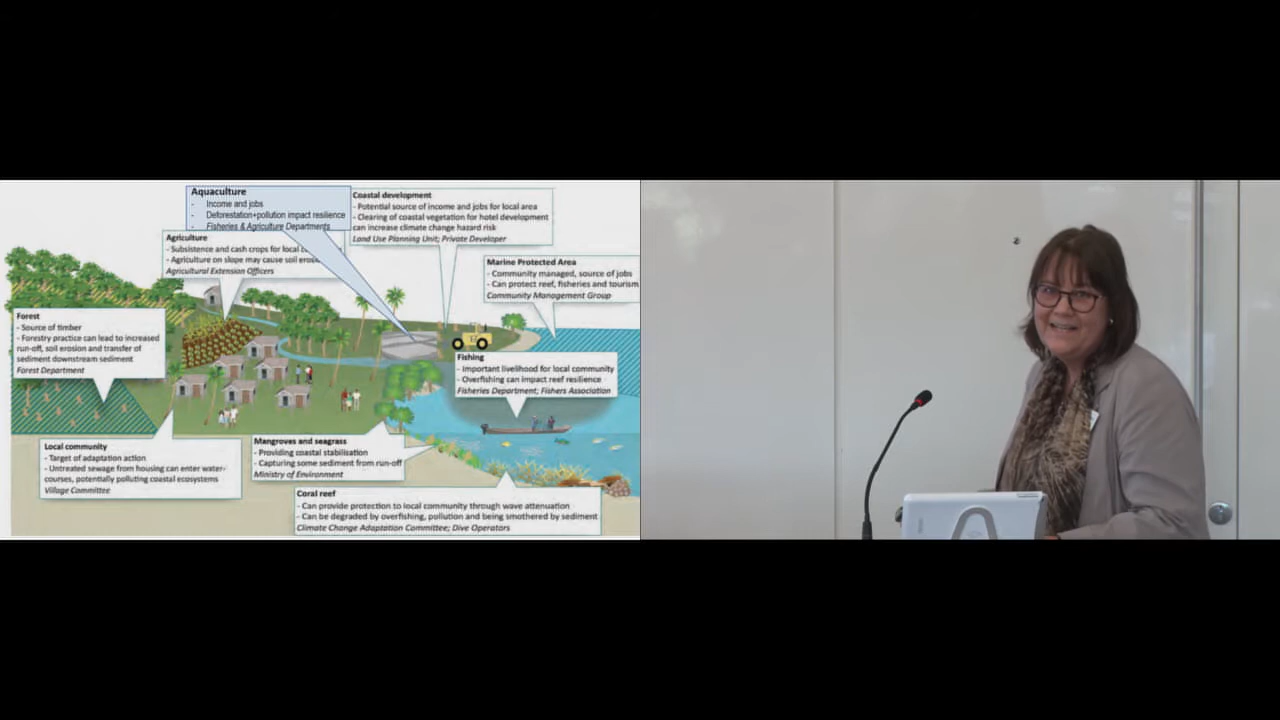 Aquaculture
- Income and jobs
- Deforestation+pollution impact resilience
- Fisheries & Agriculture Departments
Coastal development
- Potential source of income and jobs for local area
- Clearing of coastal vegetation for hotel development
can increase climate change hazard risk
Land Use Planning Unit; Private Developer
Agriculture
- Subsistence and cash crops for local
- Agriculture on slope may cause soil
Agricultural Extension Officers
Marine Protected Area
- Community managed, source of jobs
- Can protect reef, fisheries and tourism
Community Management Group
Forest
- Source of timber
- Forestry practice can lead to increased
run-off, soil erosion and transfer of
sediment downstream sediment
Forest Department
Fishing
- Important livelihood for local community
- Overfishing can impact reef resilience
Fisheries Department; Fishers Association
Local community
- Target of adaptation action
- Untreated sewage from housing can enter water-
courses, potentially polluting coastal ecosystems
Village Committee
Mangroves and seagrass
- Providing coastal stabilisation
- Capturing some sediment from run-off
Ministry of Environment
Coral reef
- Can provide protection to local community through wave attenuation
- Can be degraded by overfishing, pollution and being smothered by sediment
Climate Change Adaptation Committee; Dive Operators